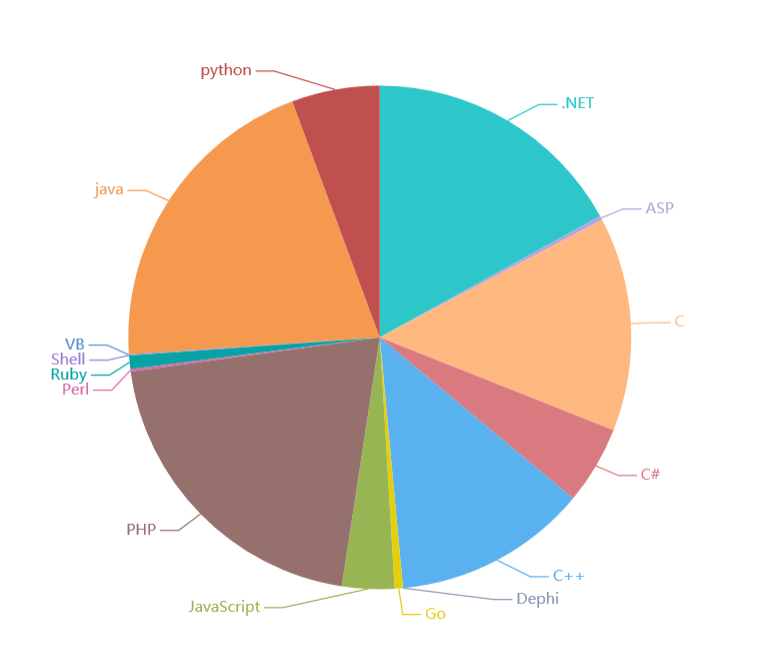 python
.NET
java
ASP
C
VB
Shell
Ruby
Perl
C#
PHP
C++
Dephi
JavaScript
Go